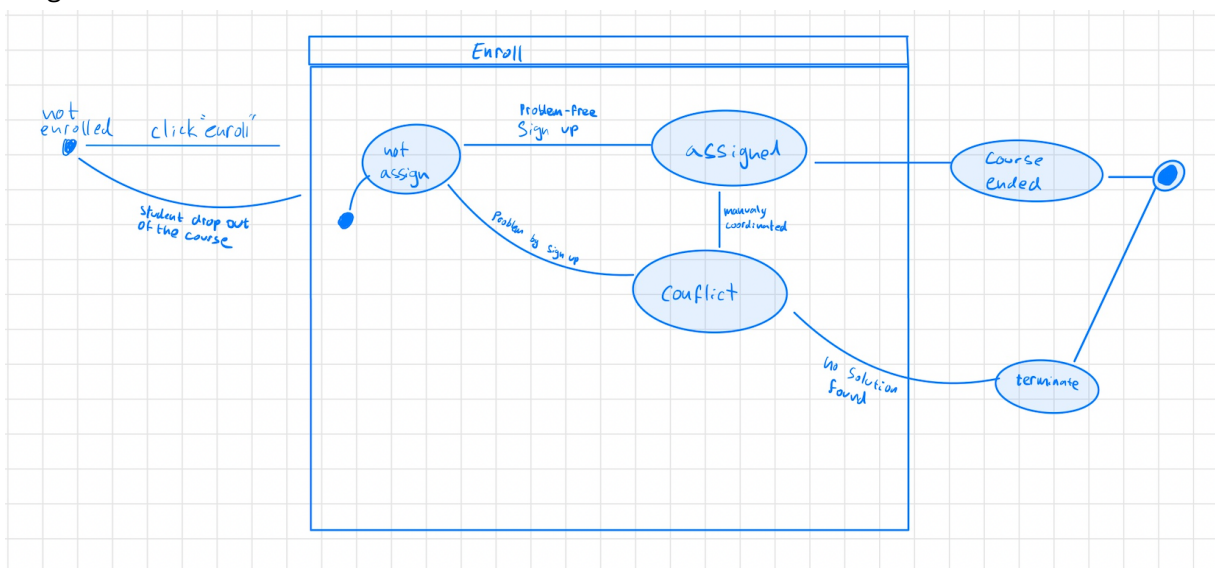 Enroll
not
enrolled
click "enroll"
Student drop out
of the course
not
assign
Problem-free
Sign up
assigned
manualy
coordinated
Problem by sign up
Conflict
no solution
found
Course
ended
terminate